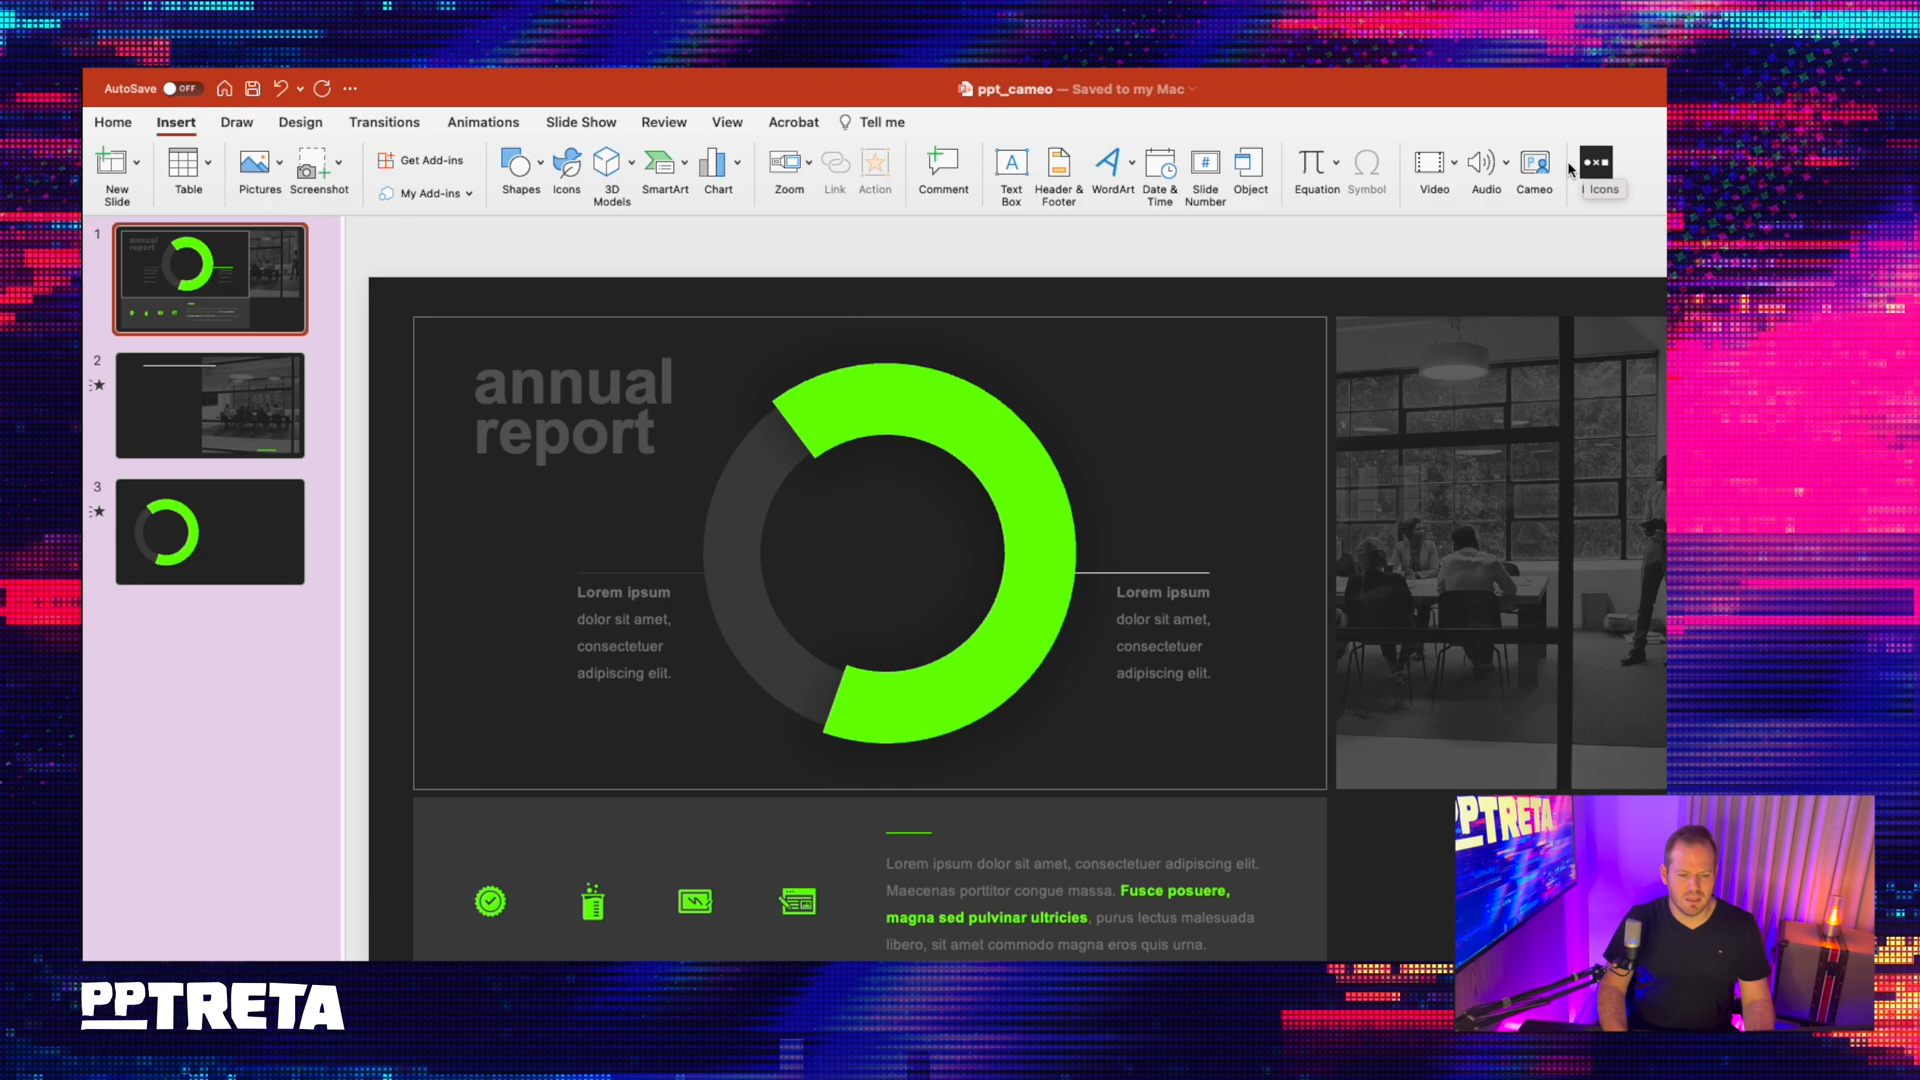 AutoSave OFF
ppt_cameo — Saved to my Mac
Home Insert Draw Design Transitions Animations Slide Show Review View Acrobat Tell me
New Slide
Table
Pictures
Screenshot
Get Add-ins
My Add-ins
Shapes
Icons
3D Models
SmartArt
Chart
Zoom
Link
Action
Comment
Text Box
Header & Footer
WordArt
Date & Time
Slide Number
Object
Equation
Symbol
Video
Audio
Cameo
Icons
1
annual
report
2
3
annual
report
Lorem ipsum
dolor sit amet,
consectetuer
adipiscing elit.
Lorem ipsum
dolor sit amet,
consectetuer
adipiscing elit.
Lorem ipsum dolor sit amet, consectetuer adipiscing elit.
Maecenas porttitor congue massa. Fusce posuere,
magna sed pulvinar ultricies, purus lectus malesuada
libero, sit amet commodo magna eros quis urna.
PPTRETA
PPTRETA